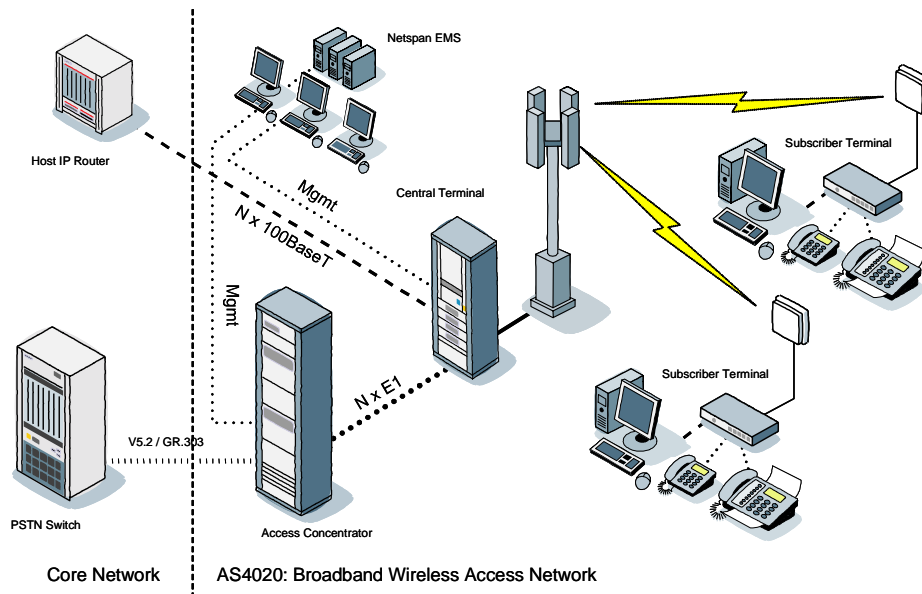 Netspan EMS
Host IP Router
Subscriber Terminal
Central Terminal
Mgmt
N x 100BaseT
Mgmt
Subscriber Terminal
N x E1
V5.2 / GR.303
PSTN Switch
Access Concentrator
Core Network
AS4020: Broadband Wireless Access Network